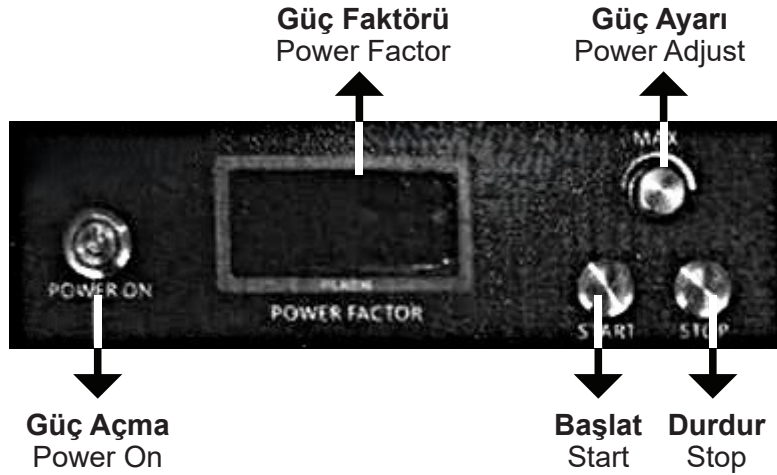 Güç Faktörü
Power Factor
Güç Ayarı
Power Adjust
MAX
POWER ON
POWER FACTOR
START
STOP
Güç Açma
Power On
Başlat
Start
Durdur
Stop